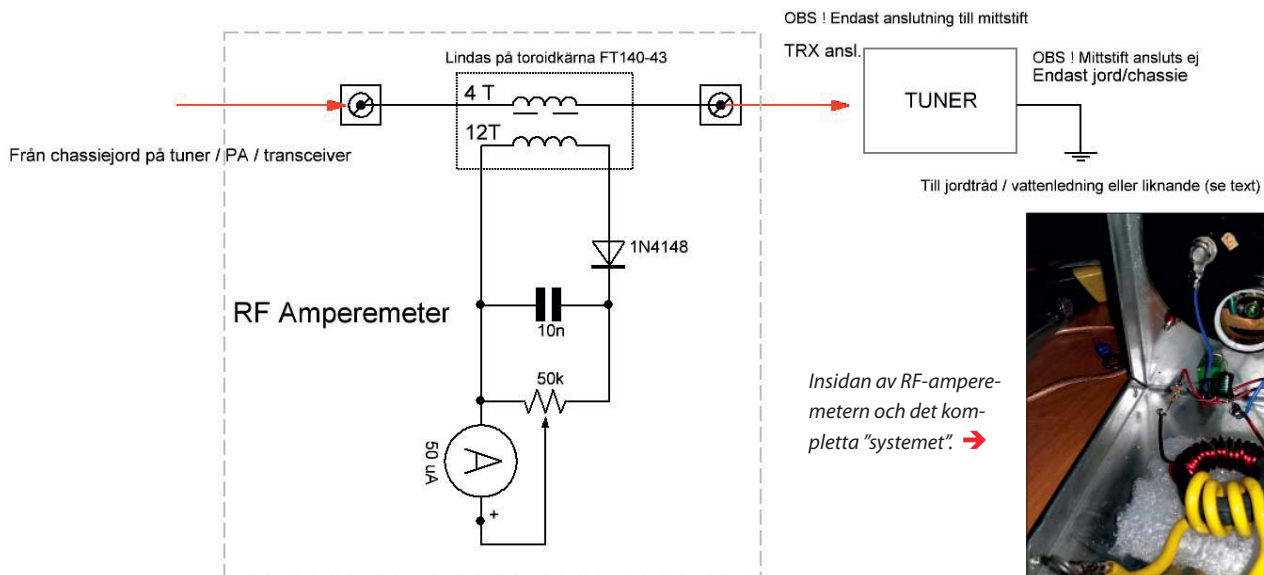 OBS ! Endast anslutning till mittstift
Lindas på toroidkärna FT140-43
TRX ansl.
OBS ! Mittstift ansluts ej
Endast jord/chassie
4 T
TUNER
12T
Från chassiejord på tuner / PA / transceiver
Till jordtråd / vattenledning eller liknande (se text)
1N4148
RF Amperemeter
10n
50k
Insidan av RF-ampere-
metern och det kom-
pletta ”systemet”.
A
50 uA
+